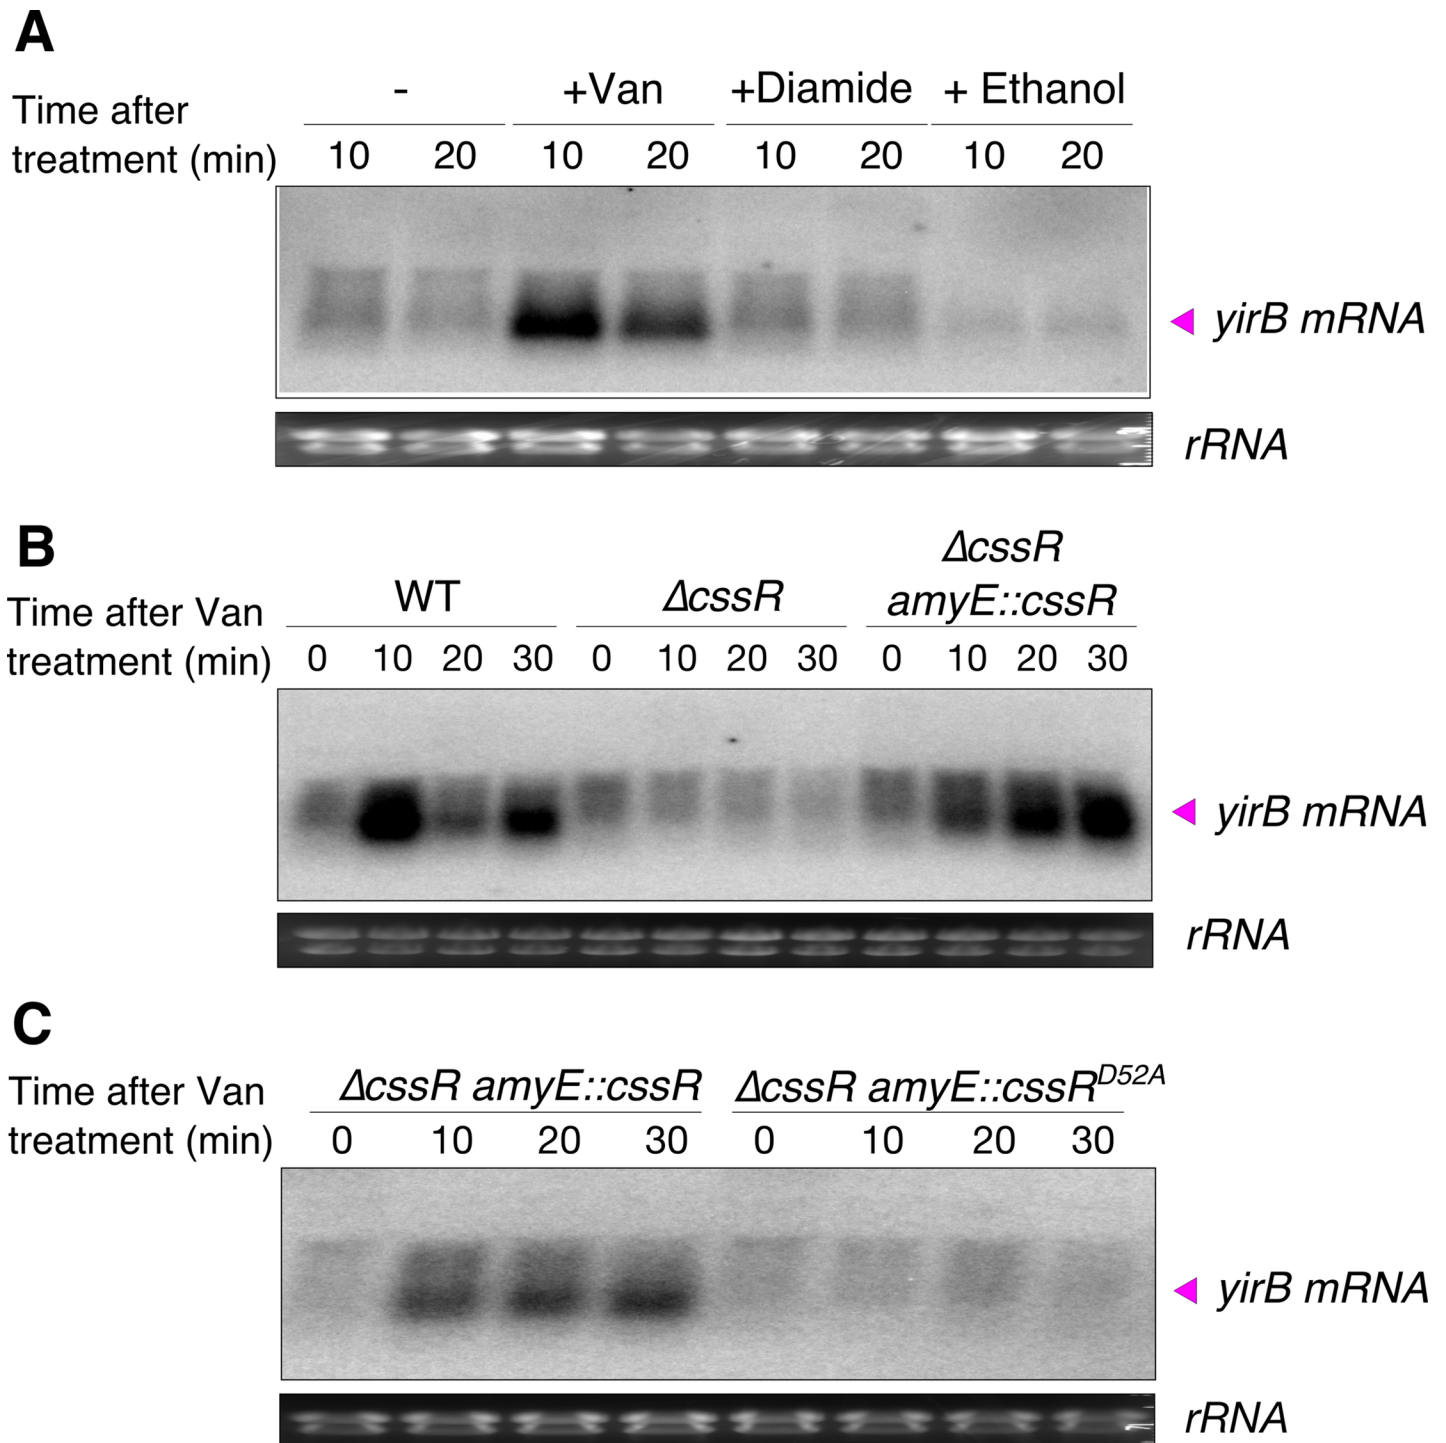 A
Time after treatment (min)
- +Van +Diamide + Ethanol
10 20 10 20 10 20 10 20
yirB mRNA
rRNA
B
Time after Van treatment (min)
WT ΔcssR ΔcssR amyE::cssR
0 10 20 30 0 10 20 30 0 10 20 30
yirB mRNA
rRNA
C
Time after Van treatment (min)
ΔcssR amyE::cssR ΔcssR amyE::cssR^D52A
0 10 20 30 0 10 20 30
yirB mRNA
rRNA